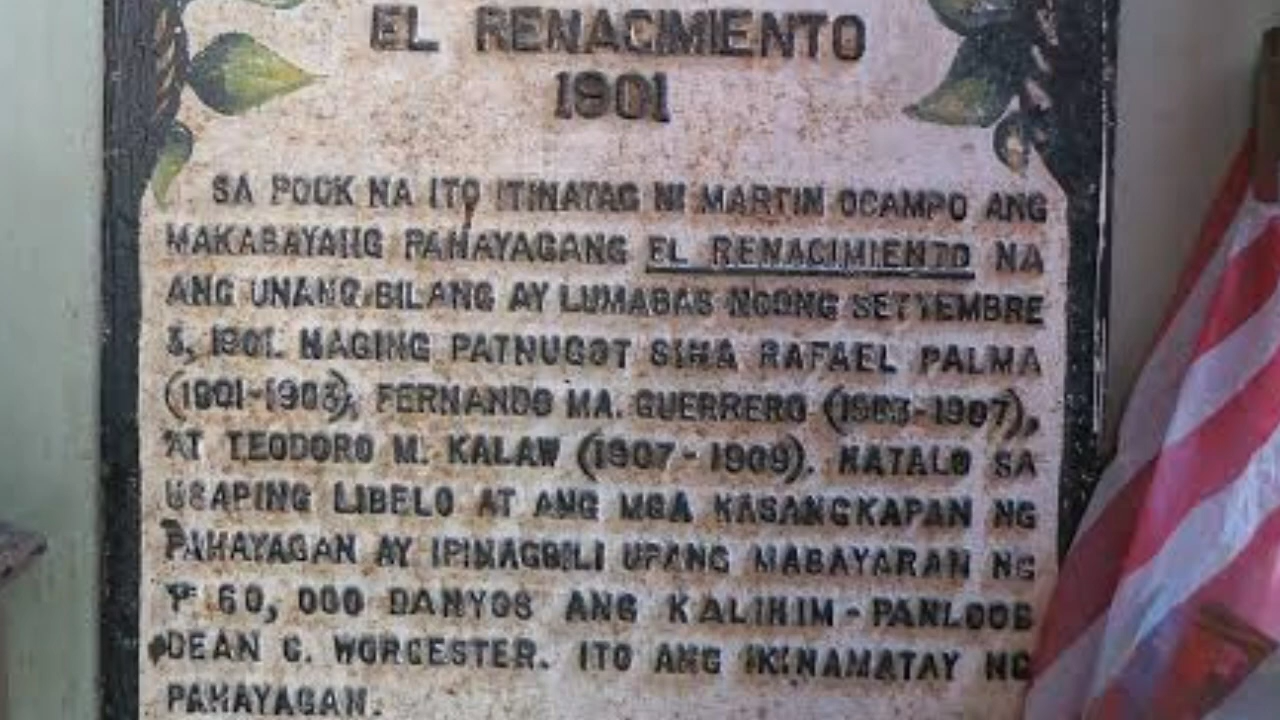 EL RENACIMIENTO
1901
SA POOK NA ITO ITINATAG NI MARTIN OCAMPO ANG
MAKABAYANG PAHAYAGANG EL RENACIMIENTO NA
ANG UNANG BILANG AY LUMABAS NOONG SETYEMBRE
3, 1901. NAGING PATNUGOT SINA RAFAEL PALMA
(1901-1903), FERNANDO MA. GUERRERO (1903-1907),
AT TEODORO M. KALAW (1907-1909). NATALO SA
USAPING LIBELO AT ANG MGA KASANGKAPAN NG
PAHAYAGAN AY IPINAGBILI UPANG MABAYARAN NG
₱ 60,000 DANYOS ANG KALIHIM-PANLOOB
DEAN C. WORCESTER. ITO ANG IKINAMATAY NG
PAHAYAGAN.